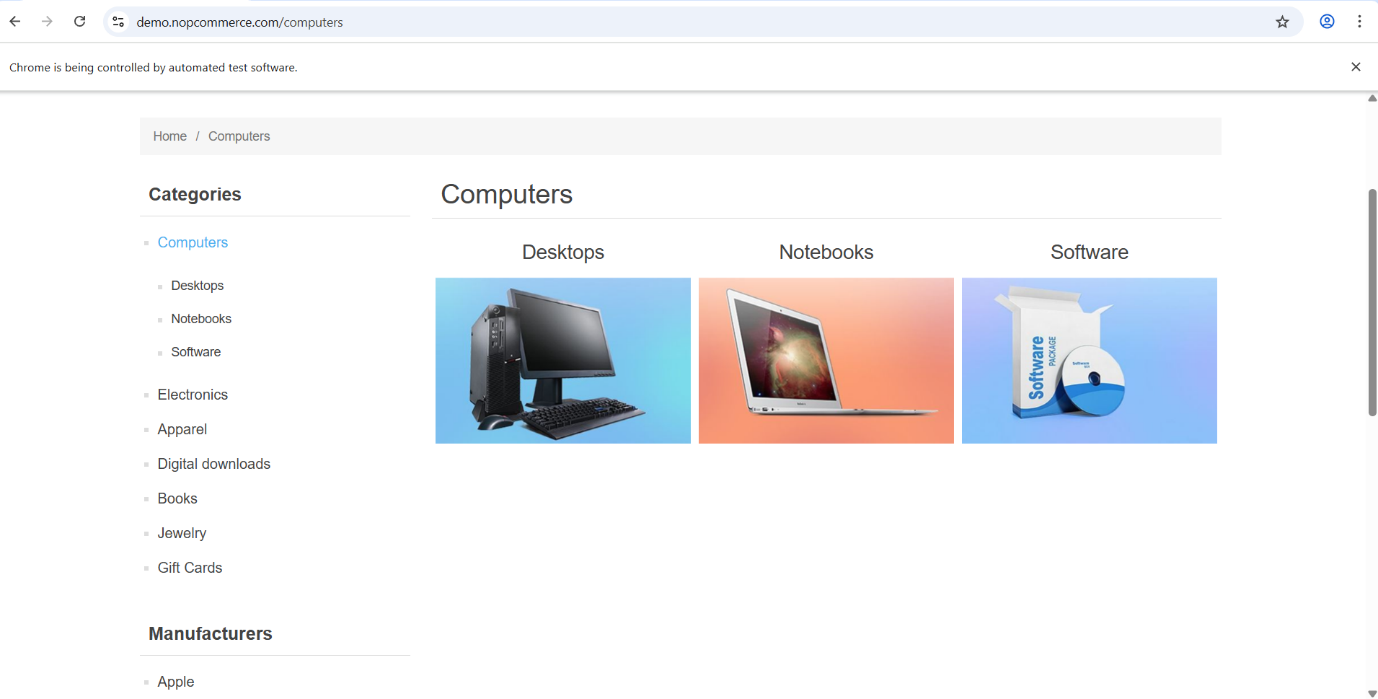 demo.nopcommerce.com/computers
Chrome is being controlled by automated test software.
Home / Computers
Categories
Computers
Desktops
Notebooks
Software
Electronics
Apparel
Digital downloads
Books
Jewelry
Gift Cards
Manufacturers
Apple
Computers
Desktops
Notebooks
Software
Software
PACKAGE